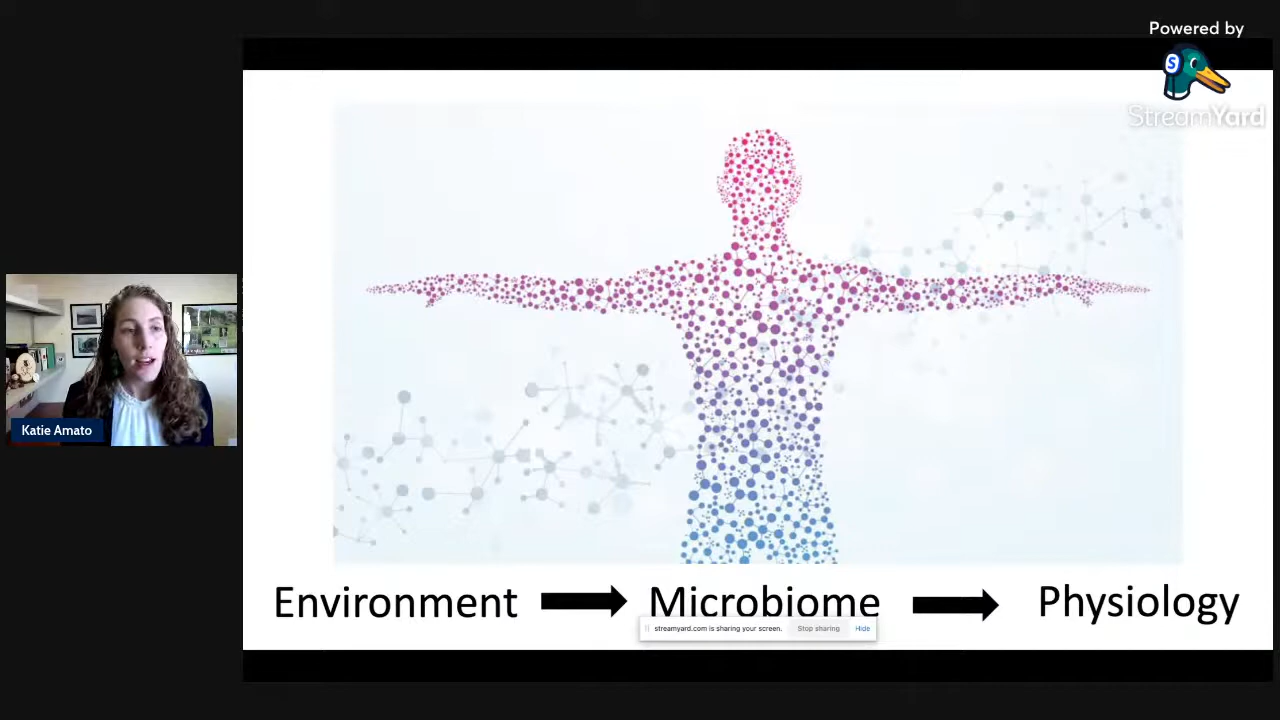 Powered by
StreamYard
Katie Amato
Environment Microbiome Physiology
streamyard.com is sharing your screen. Stop sharing Hide